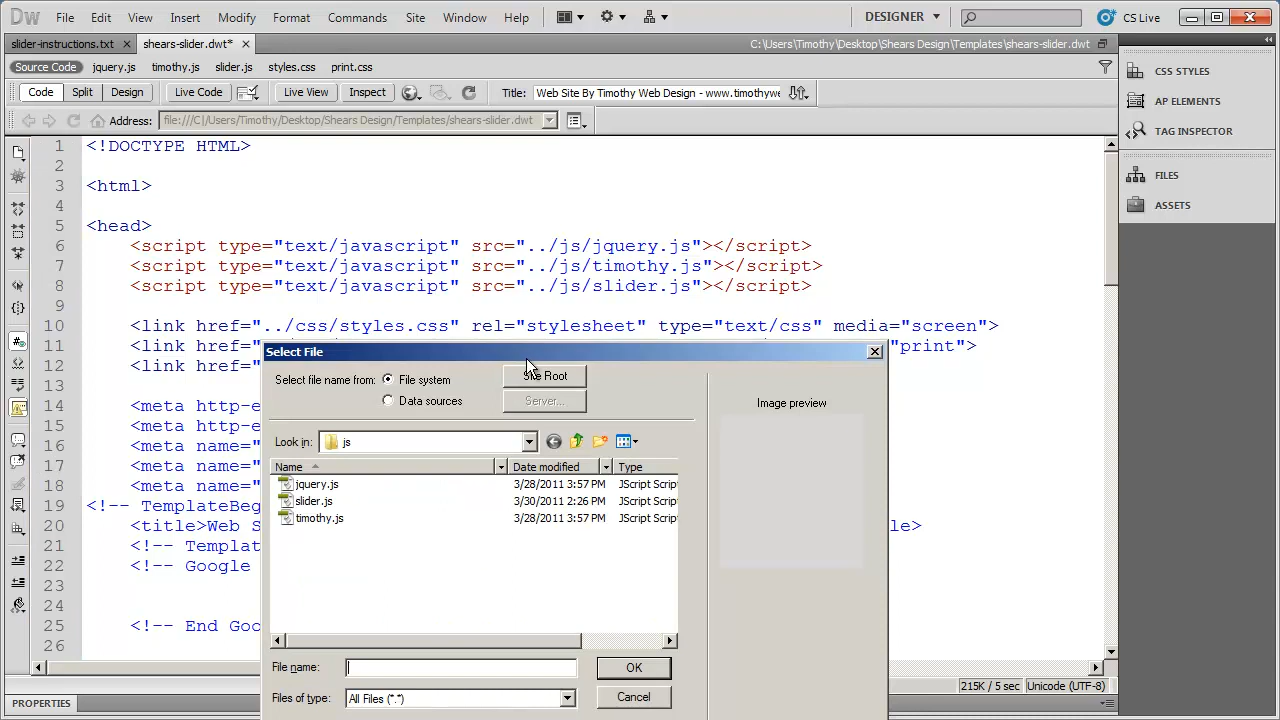 Dw File Edit View Insert Modify Format Commands Site Window Help DESIGNER CS Live
slider-instructions.txt shears-slider.dwt* C:\Users\Timothy\Desktop\Shears Design\Templates\shears-slider.dwt
Source Code jquery.js timothy.js slider.js styles.css print.css
Code Split Design Live Code Live View Inspect Title: Web Site By Timothy Web Design - www.timothywe
Address: file:///C|/Users/Timothy/Desktop/Shears Design/Templates/shears-slider.dwt
1 <!DOCTYPE HTML>
2
3 <html>
4
5 <head>
6 <script type="text/javascript" src="../js/jquery.js"></script>
7 <script type="text/javascript" src="../js/timothy.js"></script>
8 <script type="text/javascript" src="../js/slider.js"></script>
9
10 <link href="../css/styles.css" rel="stylesheet" type="text/css" media="screen">
11 <link href=" "print">
12 <link href="
13
14 <meta http-e
15 <meta http-e
16 <meta name=
17 <meta name=
18 <meta name=
19 <!-- TemplateBeg
20 <title>Web S le>
21 <!-- Templat
22 <!-- Google
23
24
25 <!-- End Goo
26
Select File
Select file name from: File system Site Root
Data sources Server...
Image preview
Look in: js
Name Date modified Type
jquery.js 3/28/2011 3:57 PM JScript Script
slider.js 3/30/2011 2:26 PM JScript Script
timothy.js 3/28/2011 3:57 PM JScript Script
File name: OK
Files of type: All Files (*.*) Cancel
CSS STYLES
AP ELEMENTS
TAG INSPECTOR
FILES
ASSETS
215K / 5 sec Unicode (UTF-8)
PROPERTIES